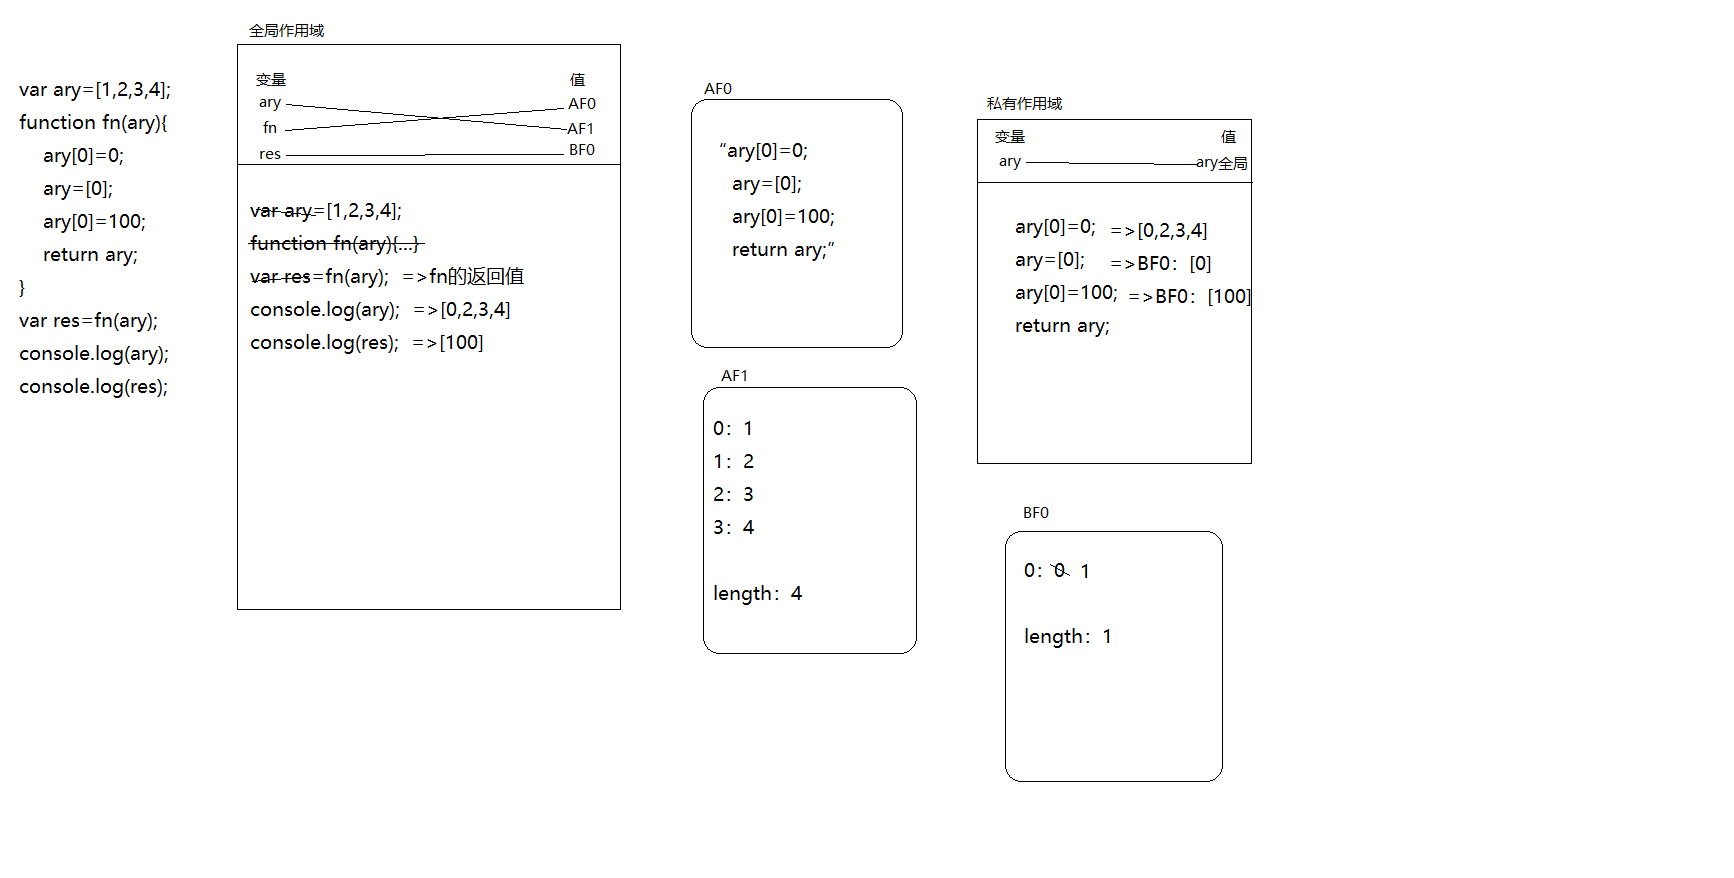 var ary=[1,2,3,4];
function fn(ary){
ary[0]=0;
ary=[0];
ary[0]=100;
return ary;
}
var res=fn(ary);
console.log(ary);
console.log(res);
全局作用域
变量 值
ary AF0
fn AF1
res BF0
var ary=[1,2,3,4];
function fn(ary){...}
var res=fn(ary); =>fn的返回值
console.log(ary); =>[0,2,3,4]
console.log(res); =>[100]
AF0
“ary[0]=0;
ary=[0];
ary[0]=100;
return ary;”
AF1
0：1
1：2
2：3
3：4
length：4
私有作用域
变量 值
ary ary全局
ary[0]=0; =>[0,2,3,4]
ary=[0]; =>BF0：[0]
ary[0]=100; =>BF0：[100]
return ary;
BF0
0：0 1
length：1